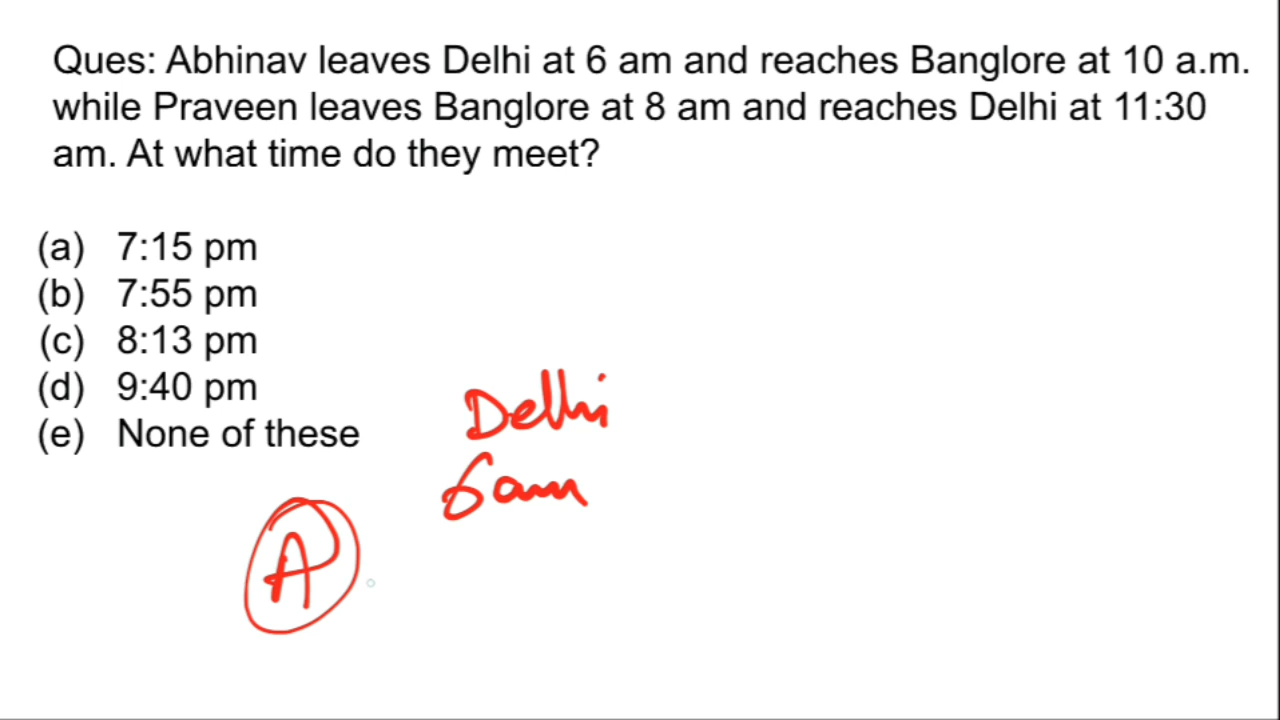 Ques: Abhinav leaves Delhi at 6 am and reaches Banglore at 10 a.m.
while Praveen leaves Banglore at 8 am and reaches Delhi at 11:30
am. At what time do they meet?
(a) 7:15 pm
(b) 7:55 pm
(c) 8:13 pm
(d) 9:40 pm
(e) None of these
Delhi
6am
A